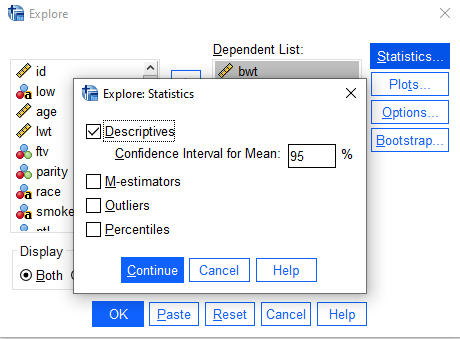 Explore
Dependent List:
id
low
age
lwt
ftv
parity
race
smoke
bwt
Statistics...
Plots...
Options...
Bootstrap...
Explore: Statistics
Descriptives
Confidence Interval for Mean: 95 %
M-estimators
Outliers
Percentiles
Continue Cancel Help
Display
Both
OK Paste Reset Cancel Help